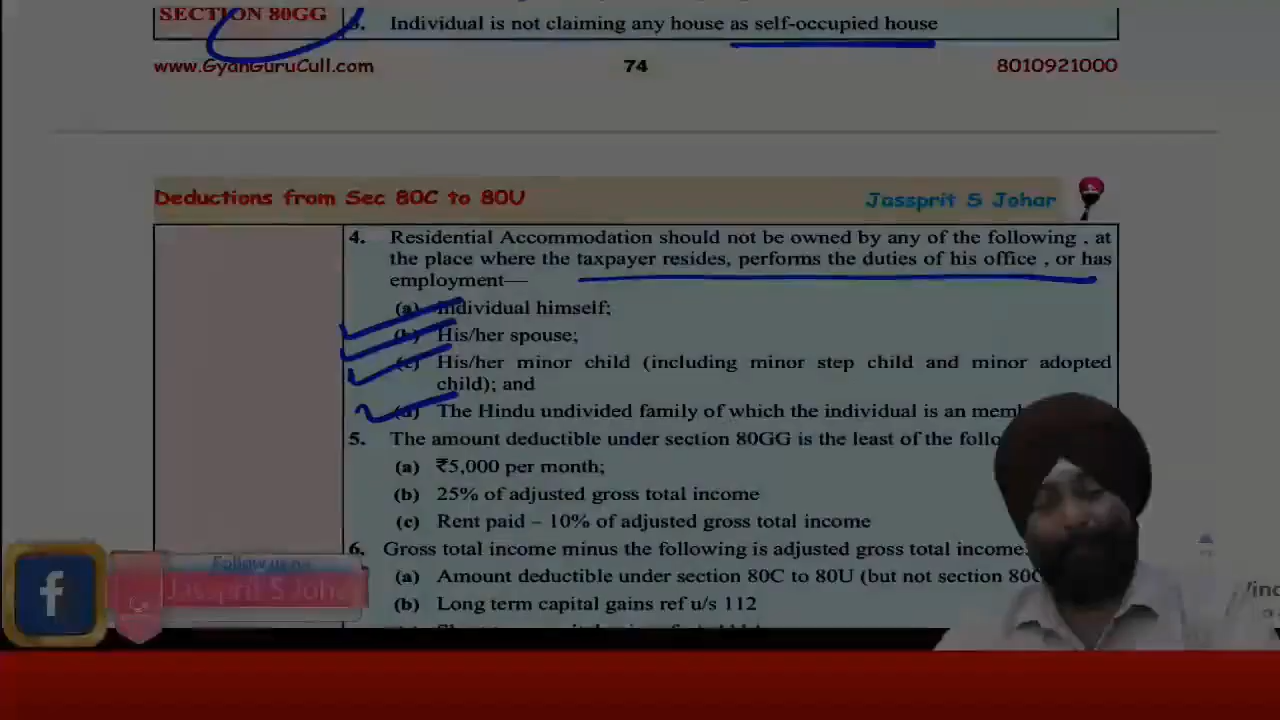 SECTION 80GG
Individual is not claiming any house as self-occupied house
www.GyanGuruCull.com 74 8010921000
Deductions from Sec 80C to 80U Jassprit S Johar
4. Residential Accommodation should not be owned by any of the following , at
the place where the taxpayer resides, performs the duties of his office , or has
employment—
(a) Individual himself;
(b) His/her spouse;
(c) His/her minor child (including minor step child and minor adopted
child); and
(d) The Hindu undivided family of which the individual is an
5. The amount deductible under section 80GG is the least of the
(a) ₹5,000 per month;
(b) 25% of adjusted gross total income
(c) Rent paid – 10% of adjusted gross total income
6. Gross total income minus the following is adjusted gross total income
(a) Amount deductible under section 80C to 80U (but not section
(b) Long term capital gains ref u/s 112
Follow us on
Jassprit S Johar